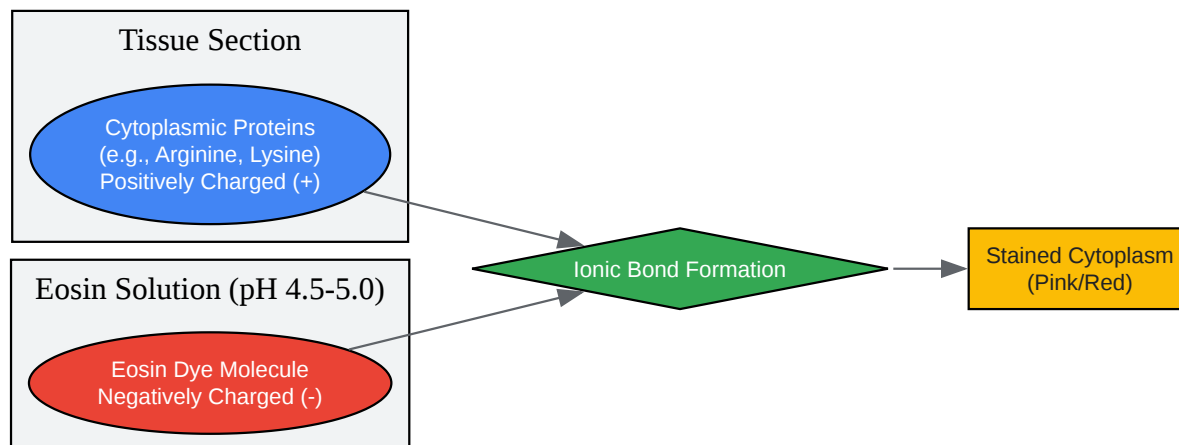 Tissue Section
Cytoplasmic Proteins
(e.g., Arginine, Lysine)
Positively Charged (+)
Eosin Solution (pH 4.5-5.0)
Eosin Dye Molecule
Negatively Charged (-)
Ionic Bond Formation
Stained Cytoplasm
(Pink/Red)